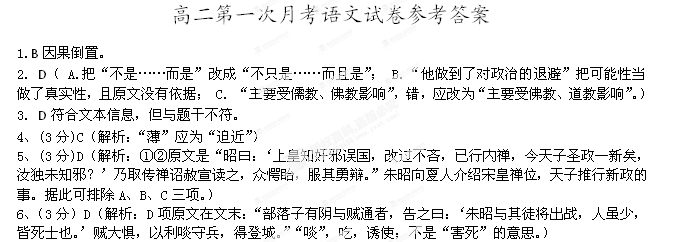 高二第一次月考语文试卷参考答案
1.B 因果倒置。
2. D（ A.把“不是……而是”改成“不只是……而且是”； B. “他做到了对政治的退避”把可能性当
做了真实性，且原文没有依据； C. “主要受儒教、佛教影响”，错，应改为“主要受佛教、道教影响”。）
3. D 符合文本信息，但与题干不符。
4、(3 分)C（解析：“薄”应为“迫近”）
5、(3 分)D（解析：①②原文是“昭曰：‘上皇知奸邪误国，改过不吝，已行内禅，今天子圣政一新矣，
汝独未知邪？’乃取传禅诏赦宣读之，众愕眙，服其勇辩。”朱昭向夏人介绍宋皇禅位，天子推行新政的
事。据此可排除 A、B、C 三项。）
6、(3 分）D（解析：D 项原文在文末：“部落子有阴与贼通者，告之曰：‘朱昭与其徒将出战，人虽少，
皆死士也。’贼大惧，以利啖守兵，得登城。”“啖”，吃，诱使；不是“害死”的意思。）